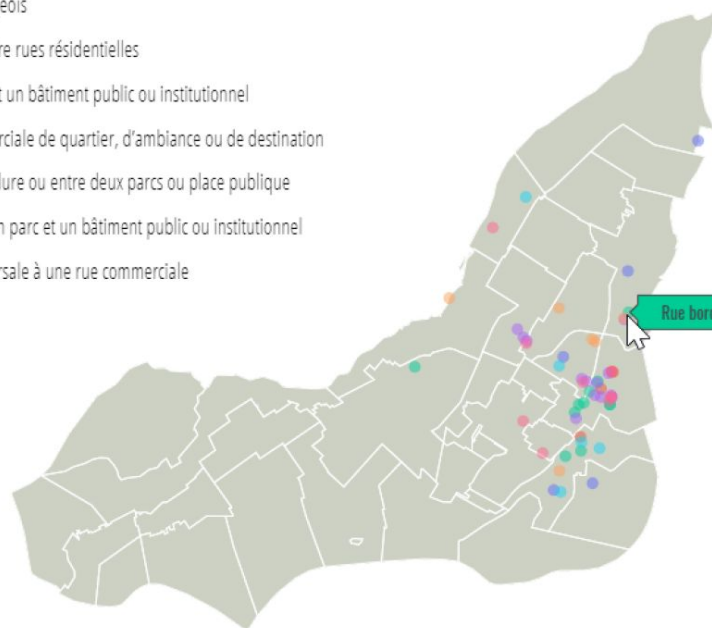 re rues résidentielles
t un bâtiment public ou institutionnel
rciale de quartier, d'ambiance ou de destination
lure ou entre deux parcs ou place publique
n parc et un bâtiment public ou institutionnel
rsale à une rue commerciale
Rue bor